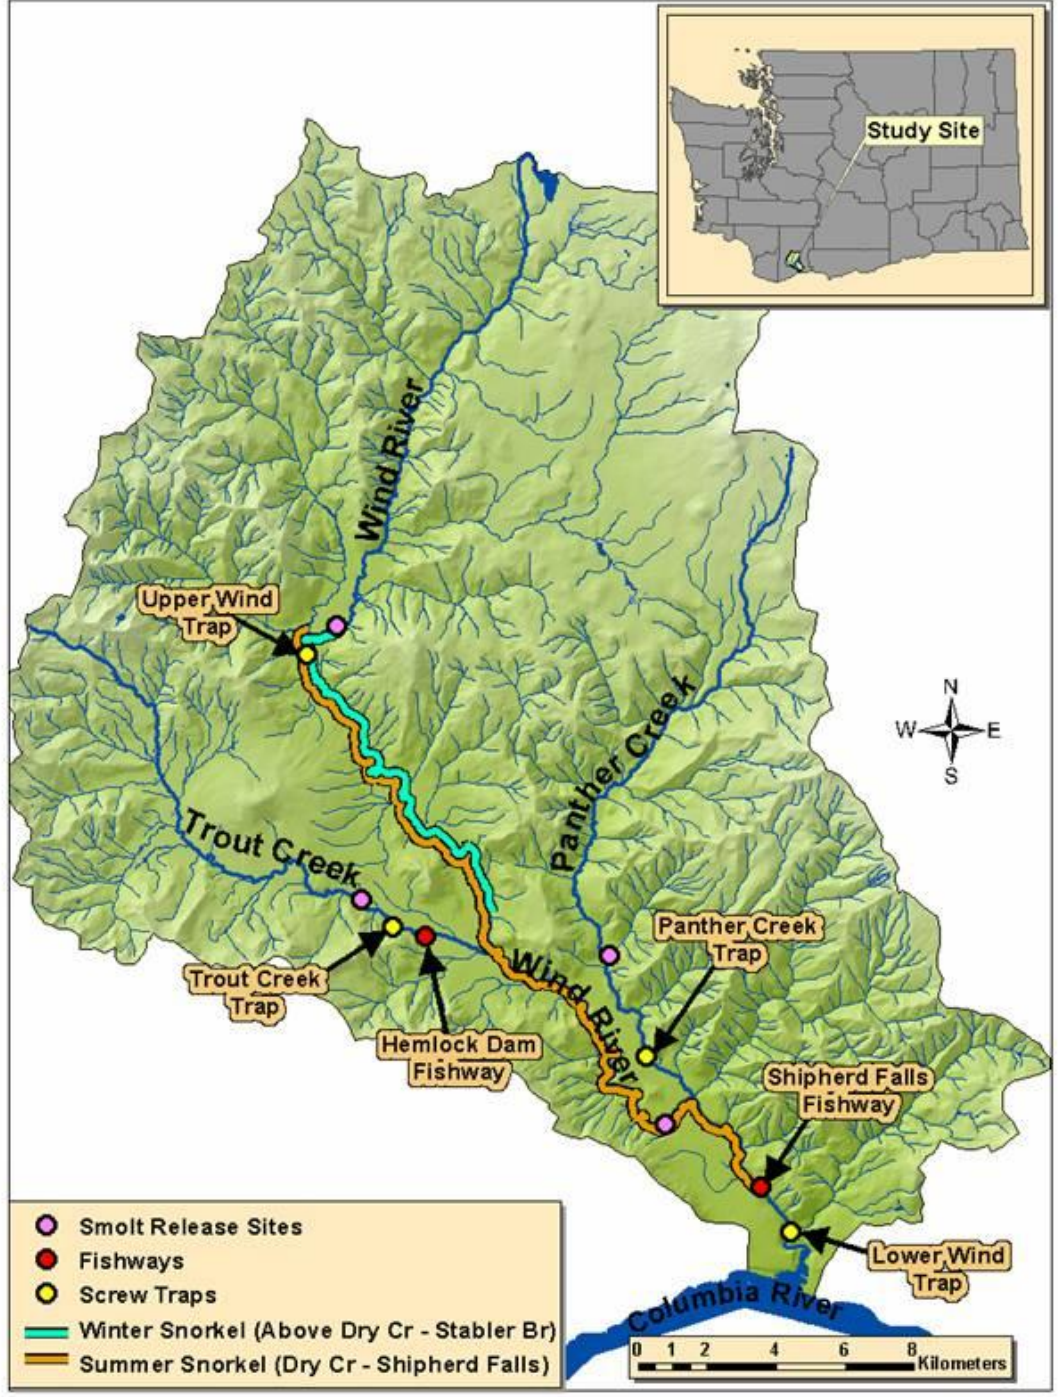 Study Site
Wind River
Upper Wind
Trap
Panther Creek
N
W
E
S
Trout Creek
Panther Creek
Trap
Wind River
Trout Creek
Trap
Hemlock Dam
Fishway
Shipherd Falls
Fishway
Smolt Release Sites
Fishways
Screw Traps
Winter Snorkel (Above Dry Cr - Stabler Br)
Summer Snorkel (Dry Cr - Shipherd Falls)
Lower Wind
Trap
Columbia River
0 1 2 4 6 8
Kilometers